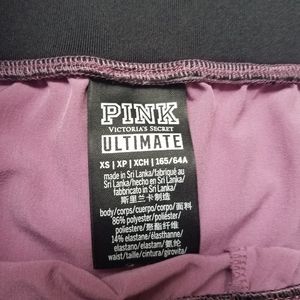 PINK
VICTORIA'S SECRET
ULTIMATE
XS | XP | XCH | 165/64A
made in Sri Lanka/fabriqué au
Sri Lanka/hecho en Sri Lanka/
fabbricato in Sri Lanka/
斯里兰卡制造
body/corps/cuerpo/corpo/面料
86% polyester/poliéster/
poliestere/聚酯纤维
14% elastane/élasthanne/
elastano/elastam/氨纶
waist/taille/cintura/girovita/